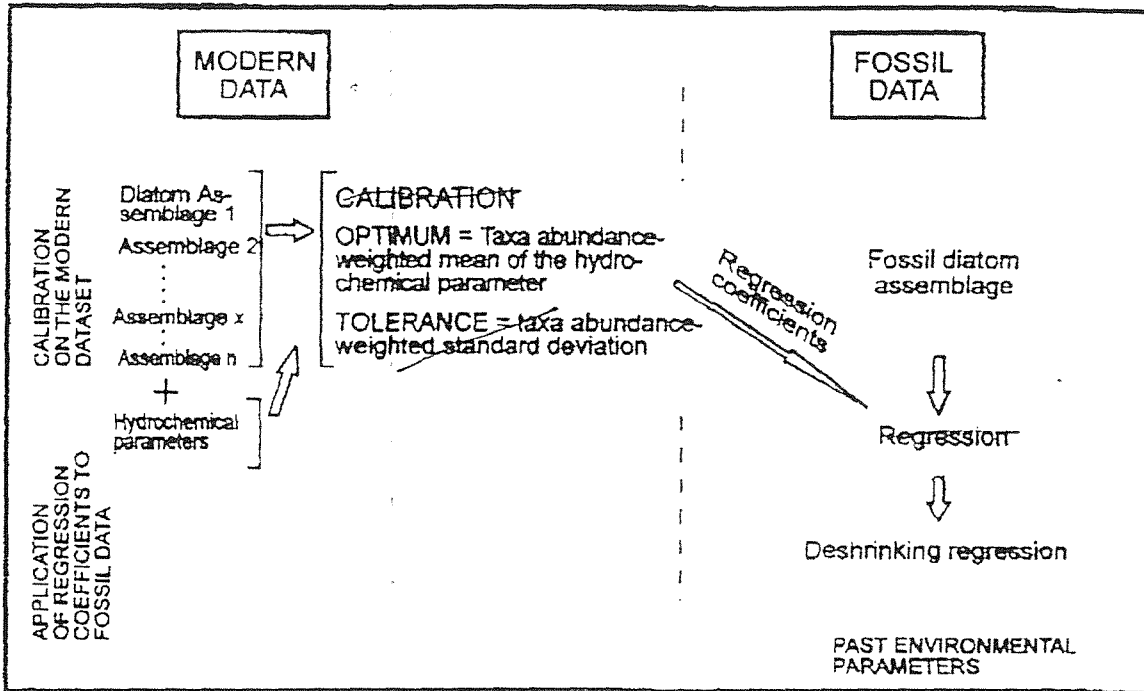 MODERN
DATA
FOSSIL
DATA
CALIBRATION
ON THE MODERN
DATASET
Diatom As-
semblage 1
Assemblage 2
Assemblage x
Assemblage n
+
Hydrochemical
parameters
CALIBRATION
OPTIMUM = Taxa abundance-
weighted mean of the hydro-
chemical parameter
TOLERANCE = taxa abundance-
weighted standard deviation
Regression
coefficients
Fossil diatom
assemblage
Regression
Deshrinking regression
APPLICATION
OF REGRESSION
COEFFICIENTS TO
FOSSIL DATA
PAST ENVIRONMENTAL
PARAMETERS